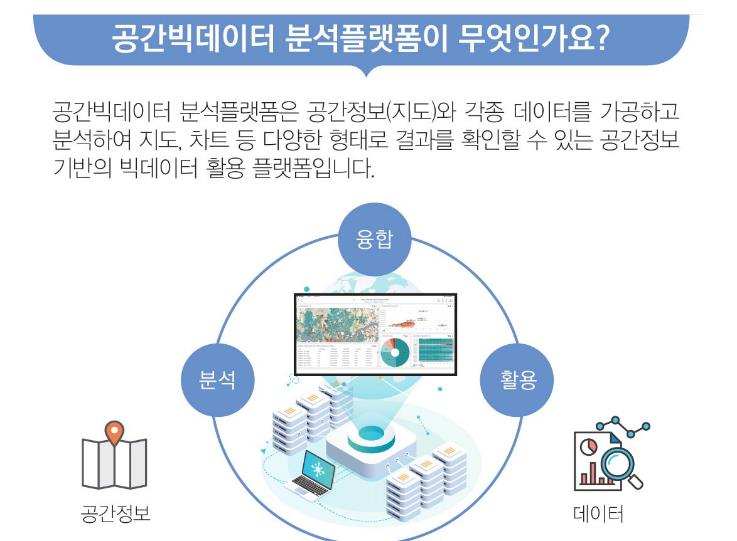 공간빅데이터 분석플랫폼이 무엇인가요?
공간빅데이터 분석플랫폼은 공간정보(지도)와 각종 데이터를 가공하고
분석하여 지도, 차트 등 다양한 형태로 결과를 확인할 수 있는 공간정보
기반의 빅데이터 활용 플랫폼입니다.
융합
분석
활용
공간정보
데이터